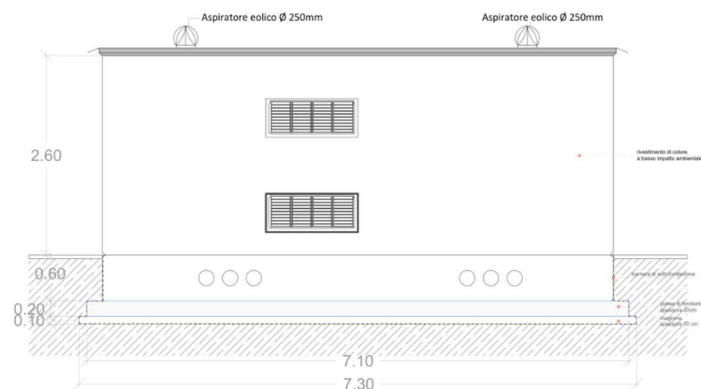 Aspiratore eolico Ø 250mm
Aspiratore eolico Ø 250mm
2.60
rivestimento di colore
a basso impatto ambientale
0.60
barriera di sottofondazione
0.20
platea di fondazione
spessore 20cm
0.10
magrone
spessore 10 cm
7.10
7.30